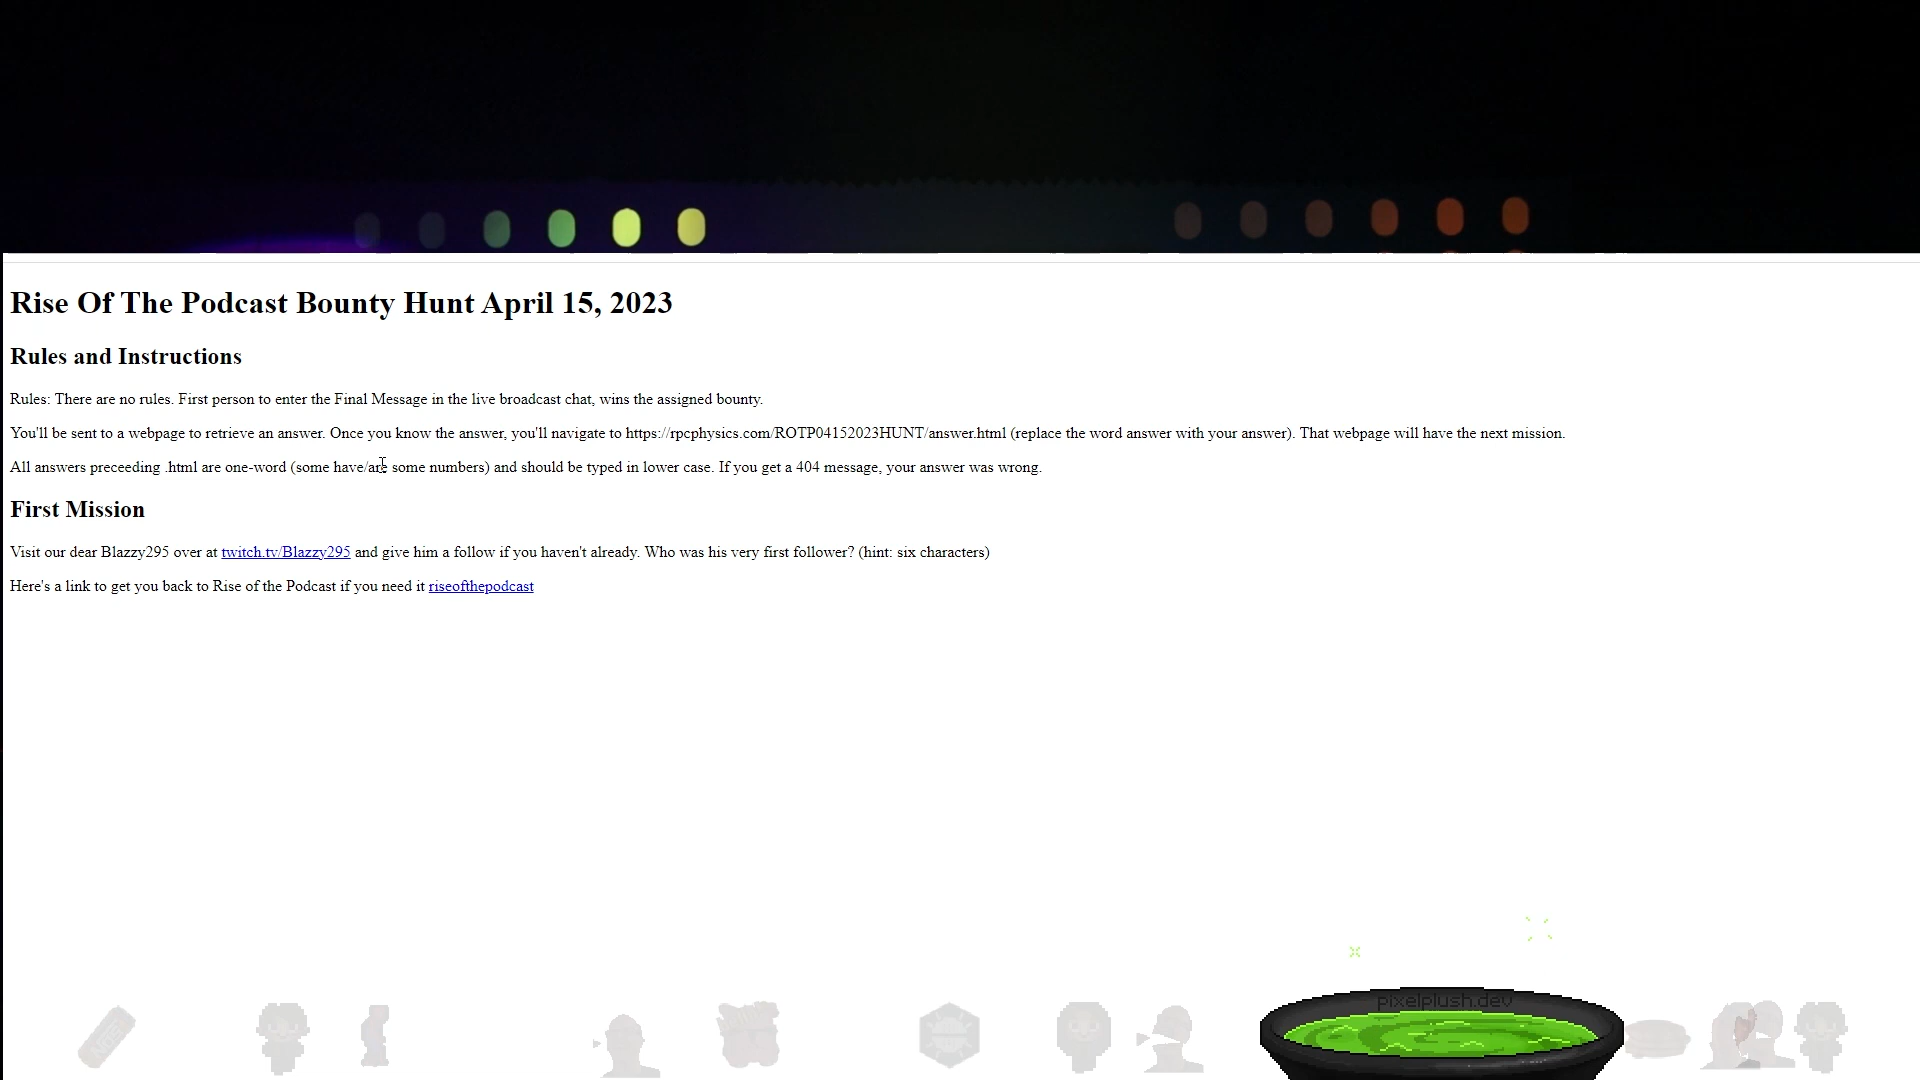 Rise Of The Podcast Bounty Hunt April 15, 2023
Rules and Instructions
Rules: There are no rules. First person to enter the Final Message in the live broadcast chat, wins the assigned bounty.
You'll be sent to a webpage to retrieve an answer. Once you know the answer, you'll navigate to https://rpcphysics.com/ROTP04152023HUNT/answer.html (replace the word answer with your answer). That webpage will have the next mission.
All answers preceeding .html are one-word (some have/are some numbers) and should be typed in lower case. If you get a 404 message, your answer was wrong.
First Mission
Visit our dear Blazzy295 over at twitch.tv/Blazzy295 and give him a follow if you haven't already. Who was his very first follower? (hint: six characters)
Here's a link to get you back to Rise of the Podcast if you need it riseofthepodcast
pixelplush.dev